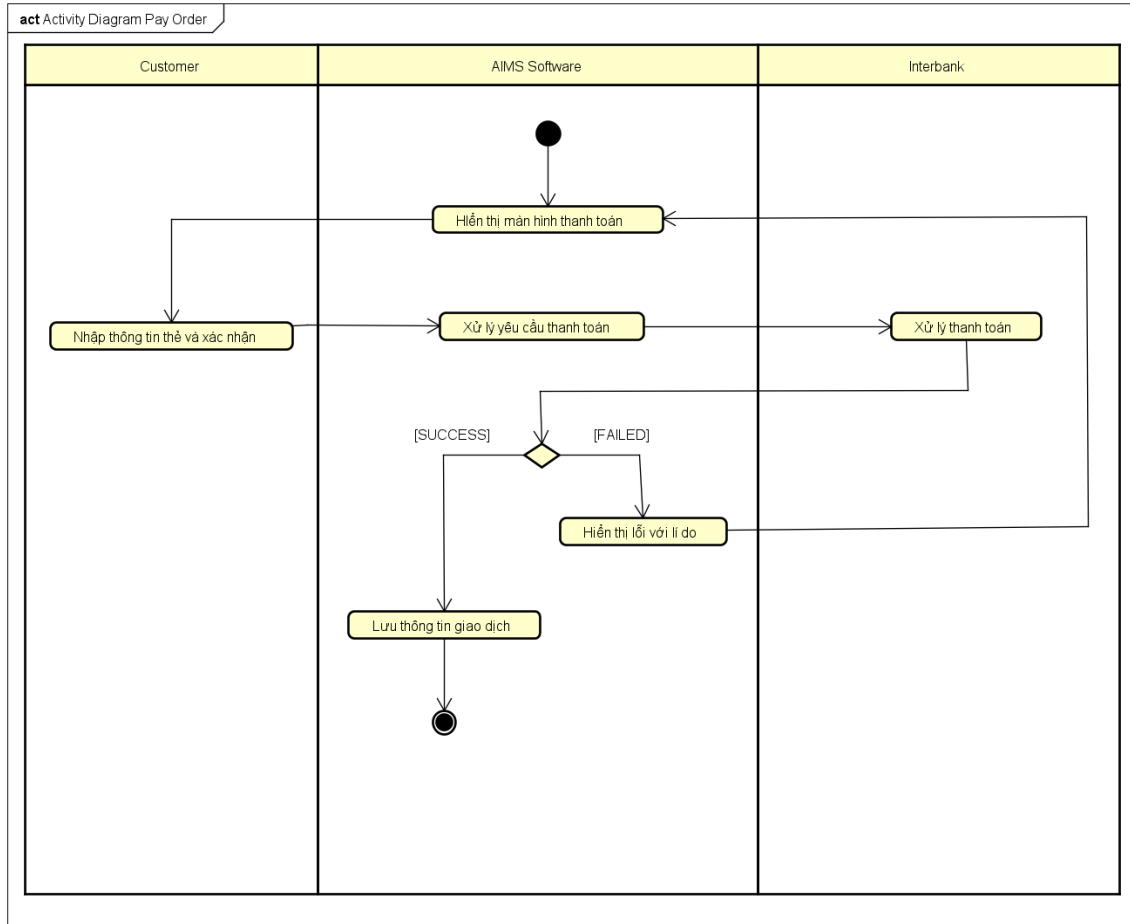 act Activity Diagram Pay Order
Customer
AIMS Software
Interbank
HIển thị màn hình thanh toán
Nhập thông tin thẻ và xác nhận
Xử lý yêu cầu thanh toán
Xử lý thanh toán
[SUCCESS]
[FAILED]
Hiển thị lỗi với lí do
Lưu thông tin giao dịch